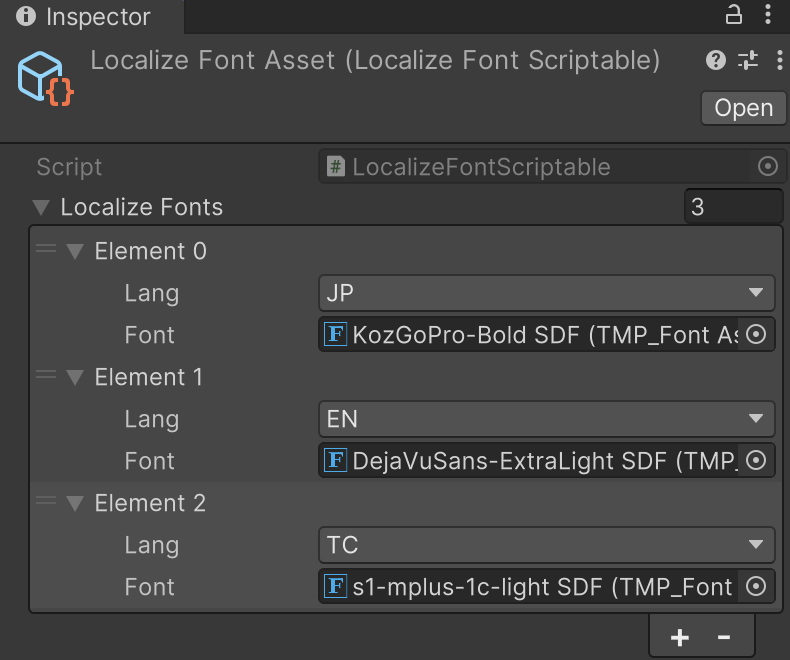 Inspector
Localize Font Asset (Localize Font Scriptable)
Open
Script # LocalizeFontScriptable
Localize Fonts 3
Element 0
Lang JP
Font F KozGoPro-Bold SDF (TMP_Font As
Element 1
Lang EN
Font F DejaVuSans-ExtraLight SDF (TMP_
Element 2
Lang TC
Font F s1-mplus-1c-light SDF (TMP_Font
+ -